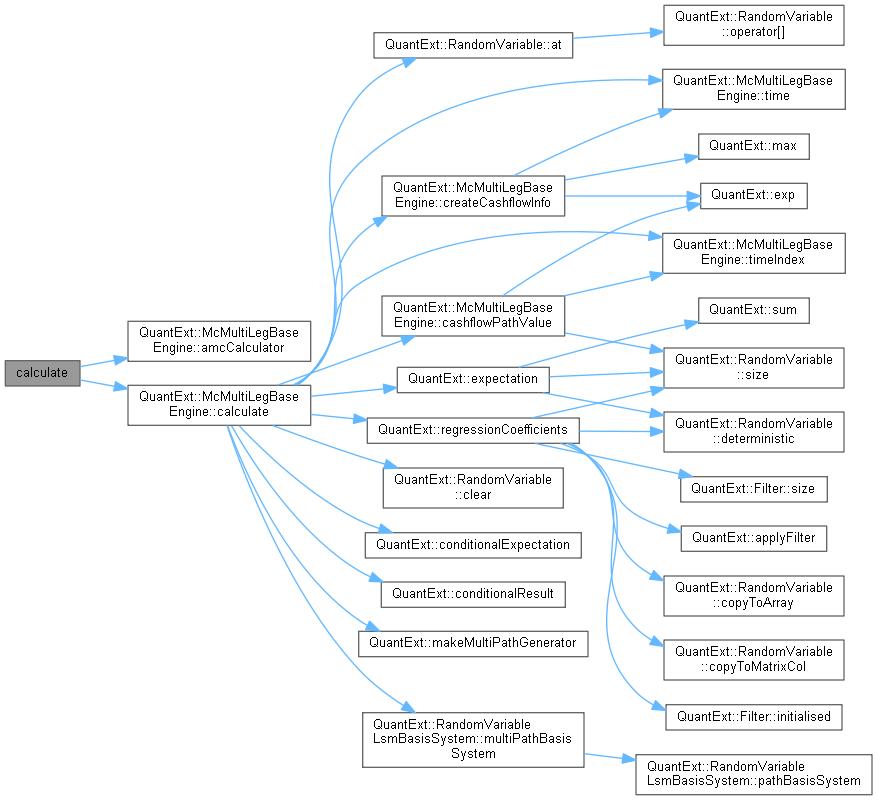 calculate
QuantExt::McMultiLegBase
Engine::amcCalculator
QuantExt::McMultiLegBase
Engine::calculate
QuantExt::RandomVariable::at
QuantExt::McMultiLegBase
Engine::createCashflowInfo
QuantExt::McMultiLegBase
Engine::cashflowPathValue
QuantExt::expectation
QuantExt::regressionCoefficients
QuantExt::RandomVariable
::clear
QuantExt::conditionalExpectation
QuantExt::conditionalResult
QuantExt::makeMultiPathGenerator
QuantExt::RandomVariable
LsmBasisSystem::multiPathBasis
System
QuantExt::RandomVariable
::operator[]
QuantExt::McMultiLegBase
Engine::time
QuantExt::max
QuantExt::exp
QuantExt::McMultiLegBase
Engine::timeIndex
QuantExt::sum
QuantExt::RandomVariable
::size
QuantExt::RandomVariable
::deterministic
QuantExt::Filter::size
QuantExt::applyFilter
QuantExt::RandomVariable
::copyToArray
QuantExt::RandomVariable
::copyToMatrixCol
QuantExt::Filter::initialised
QuantExt::RandomVariable
LsmBasisSystem::pathBasisSystem